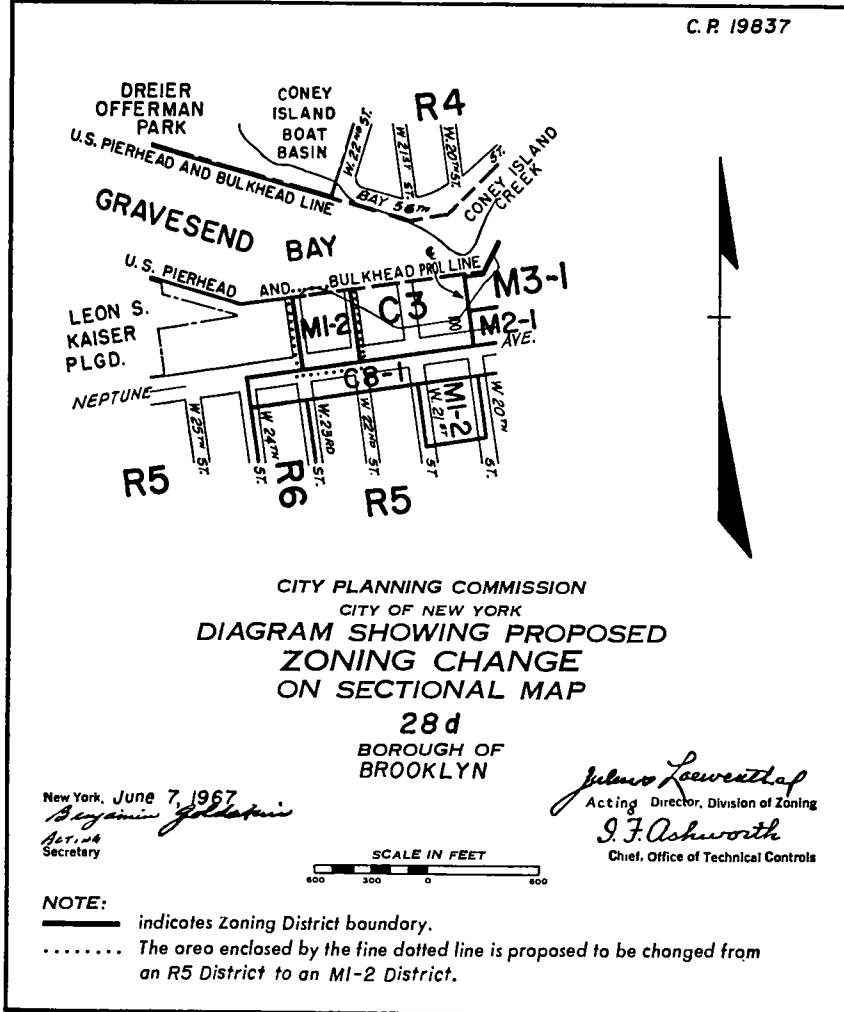 C.P. 19837
DREIER
OFFERMAN
PARK
CONEY
ISLAND
BOAT
BASIN
R4
W. 22ND ST.
W. 21ST ST.
W. 20TH ST.
BAY 56TH ST.
CONEY ISLAND
CREEK
U.S. PIERHEAD AND BULKHEAD LINE
GRAVESEND BAY
U.S. PIERHEAD AND BULKHEAD LINE
PROL
LEON S.
KAISER
PLGD.
M1-2
C3
100
M3-1
M2-1
NEPTUNE AVE.
C8-1
M1-2
W. 25TH ST.
W 24TH ST.
W. 23RD ST.
W 22ND ST.
W. 21ST ST
W 20TH ST.
R5
R6
R5
CITY PLANNING COMMISSION
CITY OF NEW YORK
DIAGRAM SHOWING PROPOSED
ZONING CHANGE
ON SECTIONAL MAP
28d
BOROUGH OF
BROOKLYN
New York, June 7, 1967
Benjamin Goldstein
Acting
Secretary
Julius Loewenthal
Acting Director, Division of Zoning
I. F. Ashworth
Chief, Office of Technical Controls
SCALE IN FEET
600 300 0 600
NOTE:
indicates Zoning District boundary.
........ The area enclosed by the fine dotted line is proposed to be changed from
an R5 District to an M1-2 District.